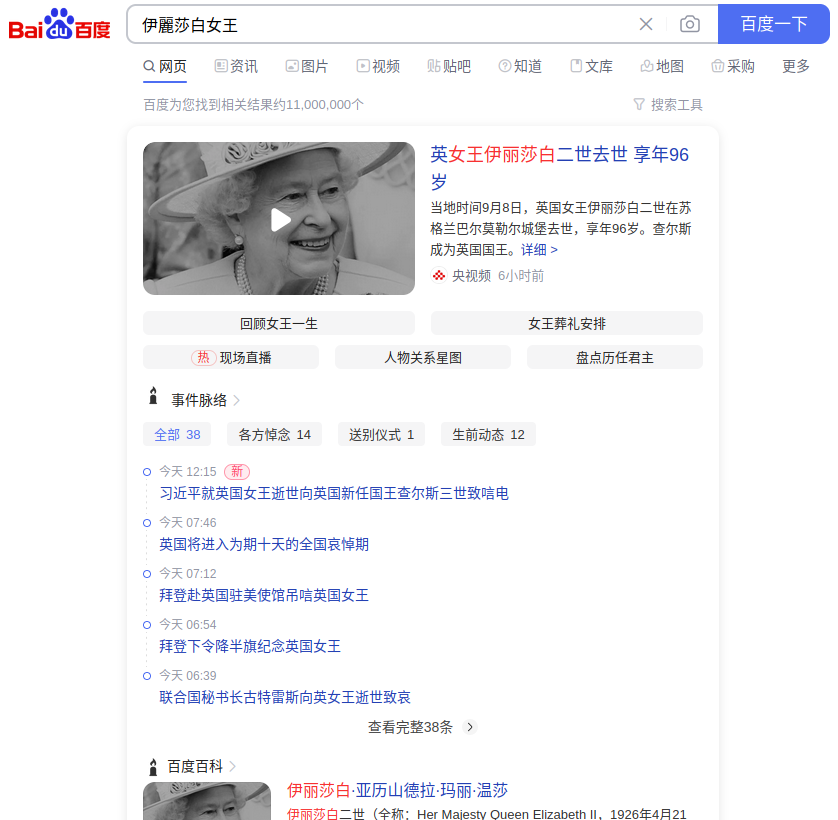 Bai du 百度
伊麗莎白女王
百度一下
网页 资讯 图片 视频 贴吧 知道 文库 地图 采购 更多
百度为您找到相关结果约11,000,000个 搜索工具
英女王伊丽莎白二世去世 享年96
岁
当地时间9月8日，英国女王伊丽莎白二世在苏
格兰巴尔莫勒尔城堡去世，享年96岁。查尔斯
成为英国国王。详细 >
央视频 6小时前
回顾女王一生 女王葬礼安排
热 现场直播 人物关系星图 盘点历任君主
事件脉络
全部 38 各方悼念 14 送别仪式 1 生前动态 12
今天 12:15 新
习近平就英国女王逝世向英国新任国王查尔斯三世致唁电
今天 07:46
英国将进入为期十天的全国哀悼期
今天 07:12
拜登赴英国驻美使馆吊唁英国女王
今天 06:54
拜登下令降半旗纪念英国女王
今天 06:39
联合国秘书长古特雷斯向英女王逝世致哀
查看完整38条
百度百科
伊丽莎白·亚历山德拉·玛丽·温莎
伊丽莎白二世（全称：Her Majesty Queen Elizabeth II，1926年4月21